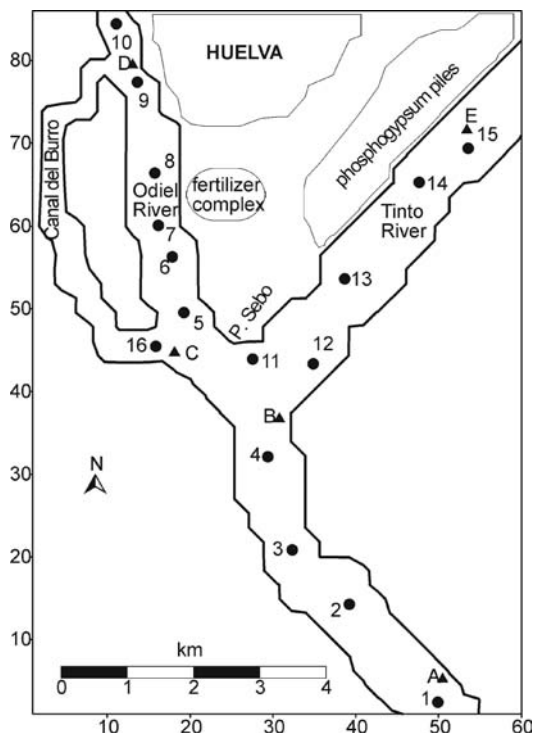 80
70
60
50
40
30
20
10
10
20
30
40
50
60
HUELVA
phosphogypsum piles
fertilizer
complex
Canal del Burro
Odiel
River
Tinto
River
P. Sebo
10
D
9
8
7
6
5
16
C
E
15
14
13
12
11
B
4
3
2
A
1
N
km
0
1
2
3
4